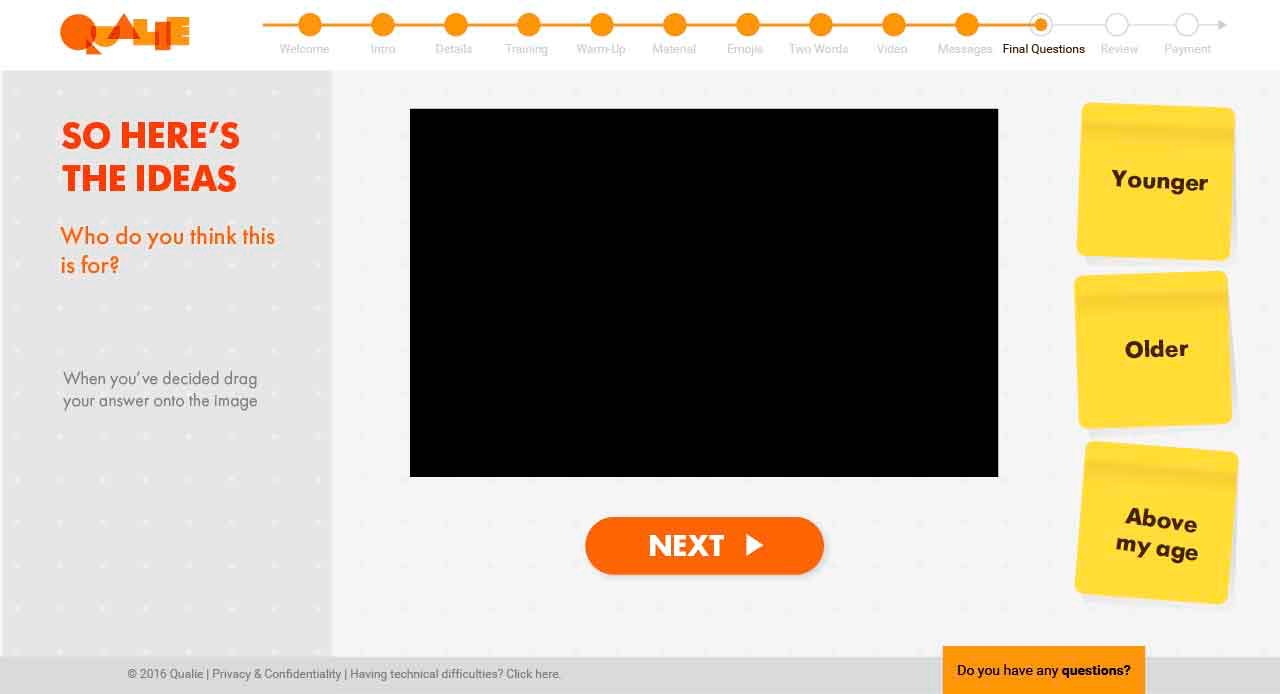 QUALIE
Welcome
Intro
Details
Training
Warm-Up
Material
Emojis
Two Words
Video
Messages
Final Questions
Review
Payment
SO HERE'S
THE IDEAS
Who do you think this
is for?
When you've decided drag
your answer onto the image
Younger
Older
Above
my age
NEXT
© 2016 Qualie | Privacy & Confidentiality | Having technical difficulties? Click here.
Do you have any questions?